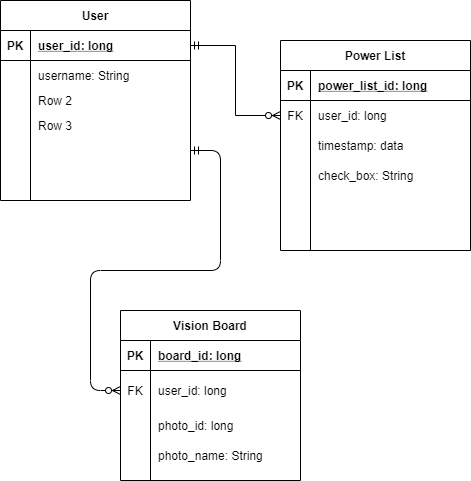 User
PK user_id: long
username: String
Row 2
Row 3
Power List
PK power_list_id: long
FK user_id: long
timestamp: data
check_box: String
Vision Board
PK board_id: long
FK user_id: long
photo_id: long
photo_name: String